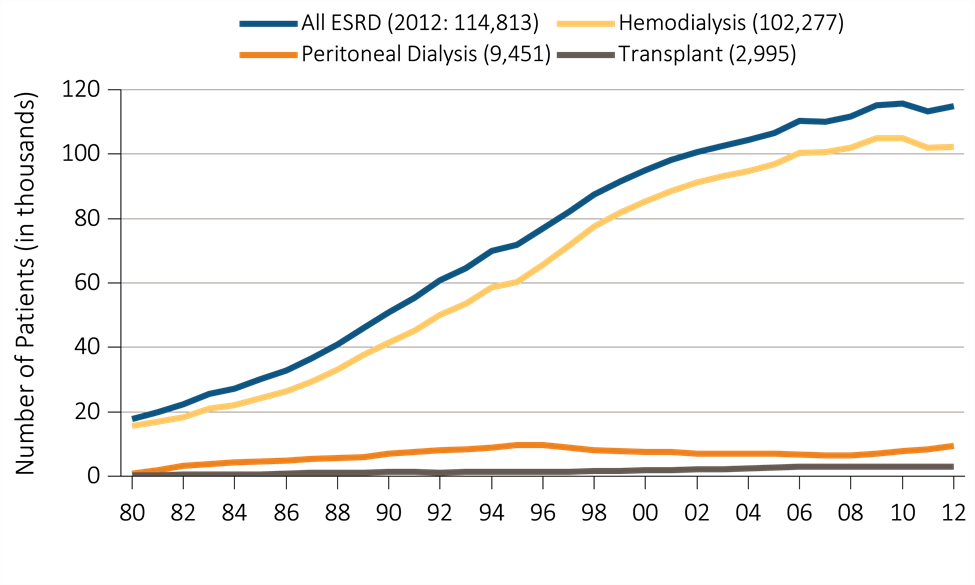 All ESRD (2012: 114,813) Hemodialysis (102,277)
Peritoneal Dialysis (9,451) Transplant (2,995)
Number of Patients (in thousands)
120
100
80
60
40
20
0
80 82 84 86 88 90 92 94 96 98 00 02 04 06 08 10 12